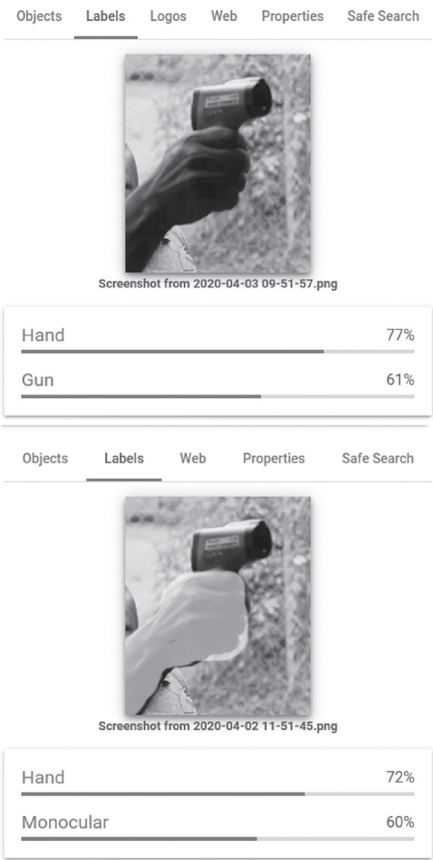 Objects Labels Logos Web Properties Safe Search
Screenshot from 2020-04-03 09-51-57.png
Hand 77%
Gun 61%
Objects Labels Web Properties Safe Search
Screenshot from 2020-04-02 11-51-45.png
Hand 72%
Monocular 60%